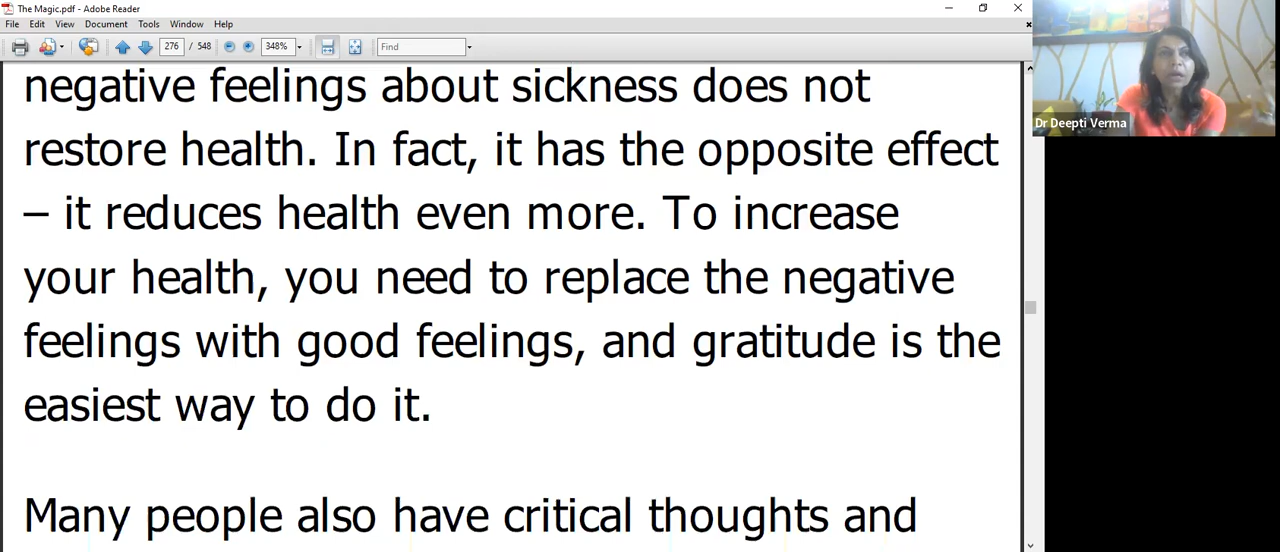 The Magic.pdf - Adobe Reader
File Edit View Document Tools Window Help
276 / 548 348% Find
negative feelings about sickness does not
restore health. In fact, it has the opposite effect
– it reduces health even more. To increase
your health, you need to replace the negative
feelings with good feelings, and gratitude is the
easiest way to do it.
Many people also have critical thoughts and
Dr Deepti Verma